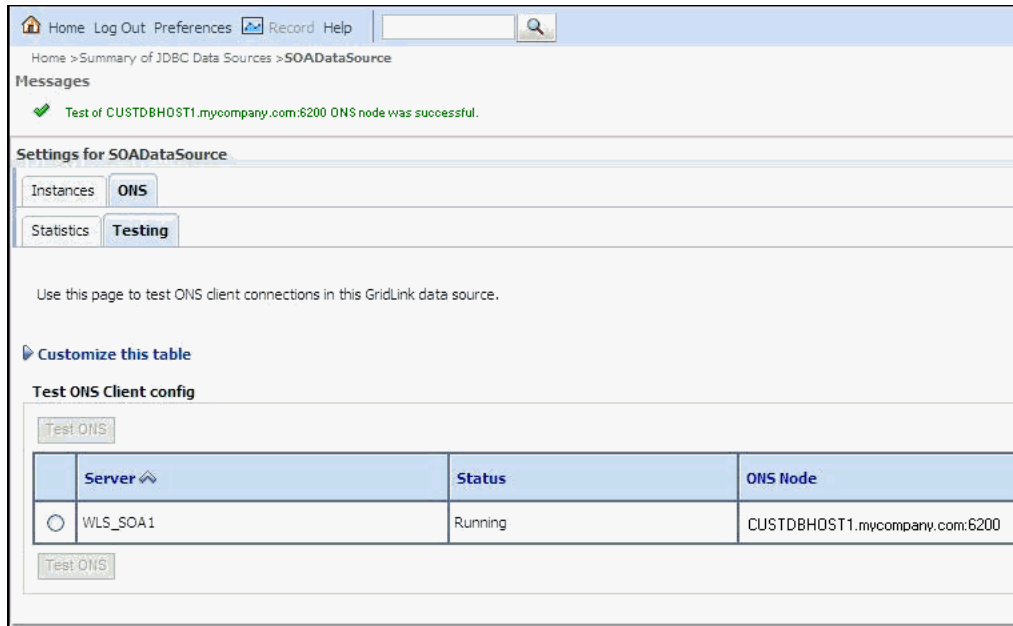 Home Log Out Preferences Record Help
Home >Summary of JDBC Data Sources >SOADataSource
Messages
Test of CUSTDBHOST1.mycompany.com:6200 ONS node was successful.
Settings for SOADataSource
Instances ONS
Statistics Testing
Use this page to test ONS client connections in this GridLink data source.
Customize this table
Test ONS Client config
Test ONS
Server Status ONS Node
WLS_SOA1 Running CUSTDBHOST1.mycompany.com:6200
Test ONS